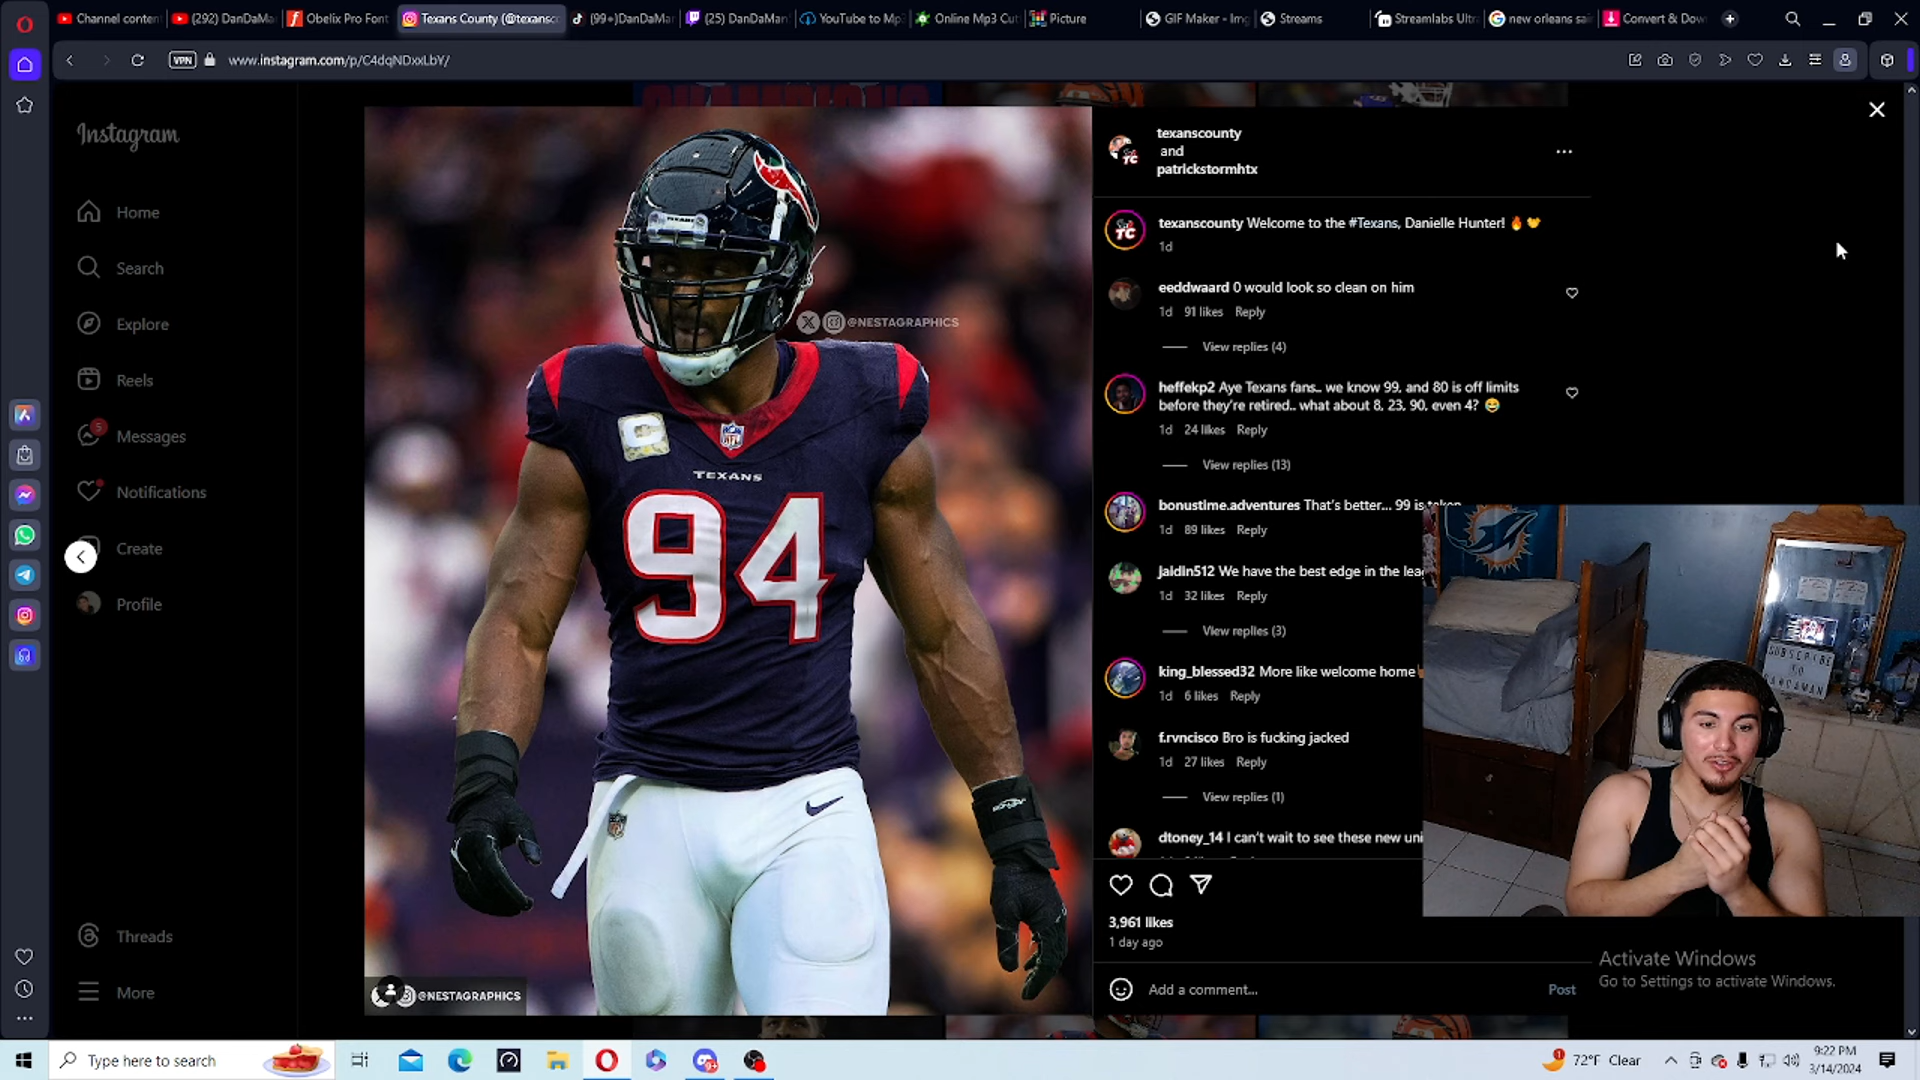 Channel conten
(292) DanDaMa
Obelix Pro Font
Texans County (@texansc
(99+)DanDaMar
(25) DanDaMan
YouTube to Mp
Online Mp3 Cut
Picture
GIF Maker - Img
Streams
Streamlabs Ultr
new orleans sai
Convert & Dow
VPN
www.instagram.com/p/C4dqNDxxLbY/
Instagram
Home
Search
Explore
Reels
5
Messages
Notifications
Create
Profile
Threads
More
@NESTAGRAPHICS
C
NFL
TEXANS
94
@NESTAGRAPHICS
texanscounty
and
patrickstormhtx
TC
texanscounty Welcome to the #Texans, Danielle Hunter! 🔥
1d
eeddwaard 0 would look so clean on him
1d 91 likes Reply
View replies (4)
heffekp2 Aye Texans fans.. we know 99, and 80 is off limits
before they're retired.. what about 8, 23, 90, even 4? 😂
1d 24 likes Reply
View replies (13)
bonustime.adventures That's better... 99 is taken
1d 89 likes Reply
jaidin512 We have the best edge in the lea
1d 32 likes Reply
View replies (3)
king_blessed32 More like welcome home
1d 6 likes Reply
f.rvncisco Bro is fucking jacked
1d 27 likes Reply
View replies (1)
dtoney_14 I can't wait to see these new uni
3,961 likes
1 day ago
Add a comment...
Post
SUBSCRIBE
TO
DANDAMAN
Activate Windows
Go to Settings to activate Windows.
Type here to search
72°F Clear
9:22 PM
3/14/2024